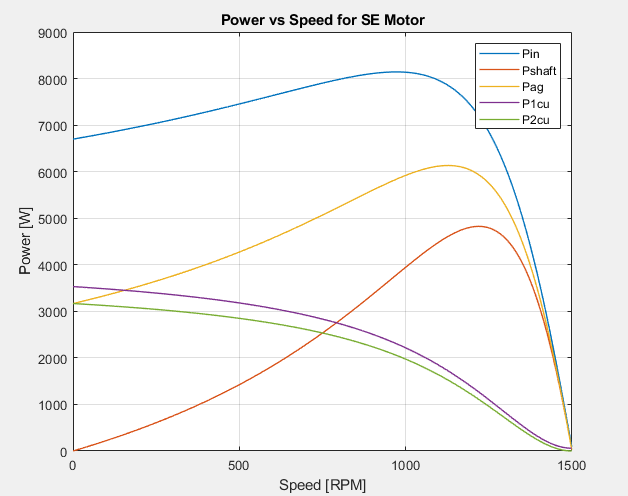 Power vs Speed for SE Motor
9000
8000
7000
6000
5000
4000
3000
2000
1000
0
Power [W]
Pin
Pshaft
Pag
P1cu
P2cu
0
500
1000
1500
Speed [RPM]